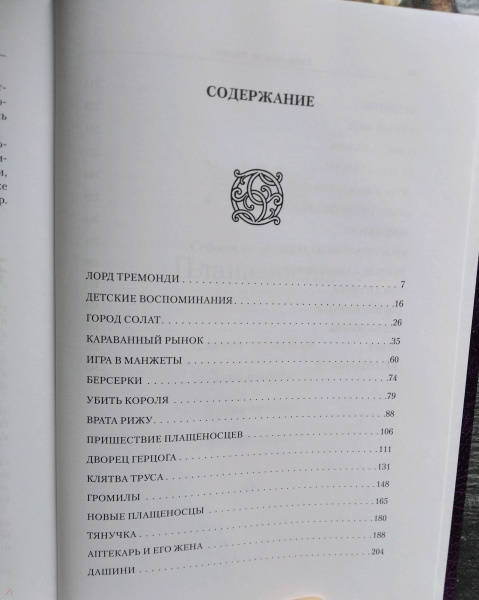 СОДЕРЖАНИЕ
ЛОРД ТРЕМОНДИ 7
ДЕТСКИЕ ВОСПОМИНАНИЯ 16
ГОРОД СОЛАТ 26
КАРАВАННЫЙ РЫНОК 35
ИГРА В МАНЖЕТЫ 60
БЕРСЕРКИ 74
УБИТЬ КОРОЛЯ 79
ВРАТА РИЖУ 88
ПРИШЕСТВИЕ ПЛАЩЕНОСЦЕВ 106
ДВОРЕЦ ГЕРЦОГА 111
КЛЯТВА ТРУСА 131
ГРОМИЛЫ 148
НОВЫЕ ПЛАЩЕНОСЦЫ 165
ТЯНУЧКА 180
АПТЕКАРЬ И ЕГО ЖЕНА 188
ДАШИНИ 204